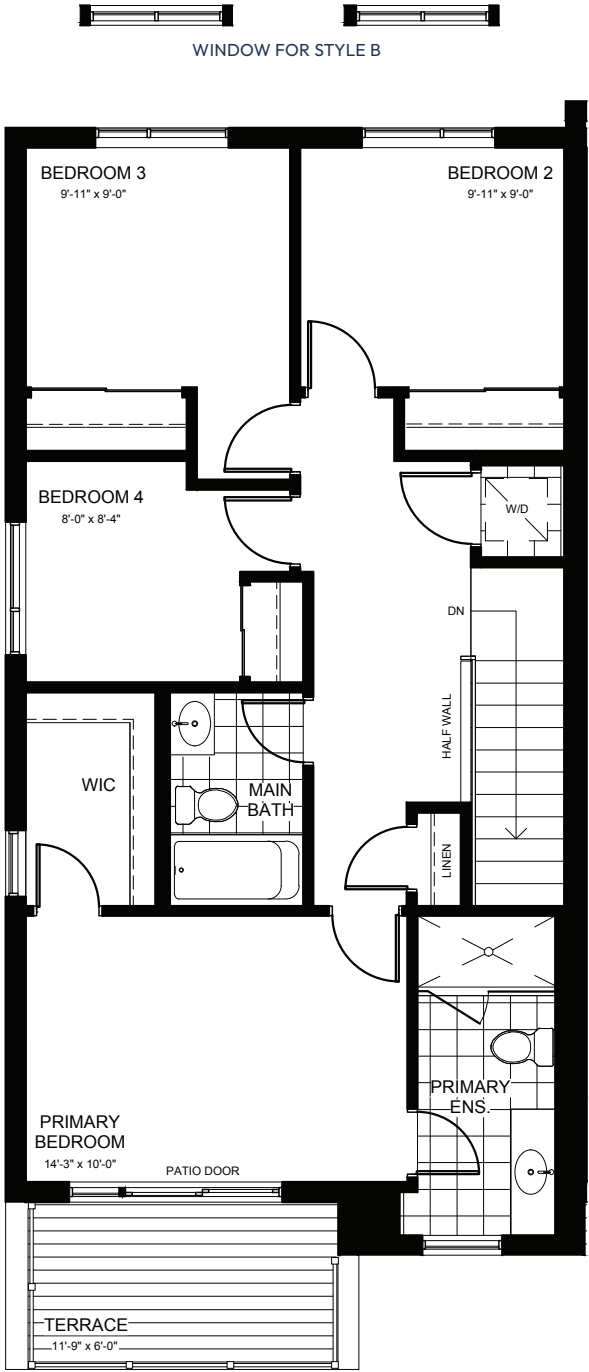 WINDOW FOR STYLE B
BEDROOM 3
9'-11" x 9'-0"
BEDROOM 2
9'-11" x 9'-0"
BEDROOM 4
8'-0" x 8'-4"
W/D
DN
HALF WALL
WIC
MAIN
BATH
LINEN
PRIMARY
ENS.
PRIMARY
BEDROOM
14'-3" x 10'-0"
PATIO DOOR
TERRACE
11'-9" x 6'-0"